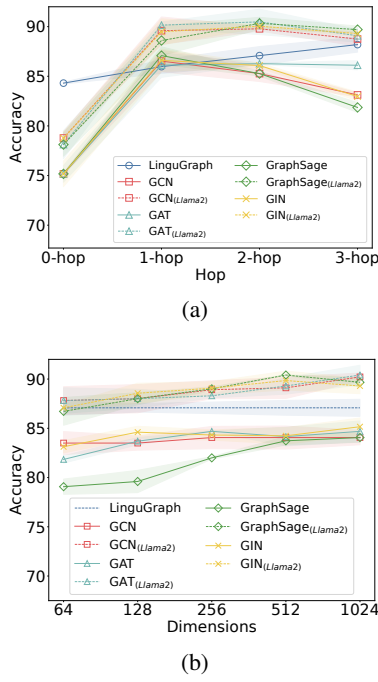 90
85
80
75
70
Accuracy
0-hop 1-hop 2-hop 3-hop
Hop
LinguGraph
GCN
GCN(Llama2)
GAT
GAT(Llama2)
GraphSage
GraphSage(Llama2)
GIN
GIN(Llama2)
(a)
90
85
80
75
70
Accuracy
64 128 256 512 1024
Dimensions
LinguGraph
GCN
GCN(Llama2)
GAT
GAT(Llama2)
GraphSage
GraphSage(Llama2)
GIN
GIN(Llama2)
(b)